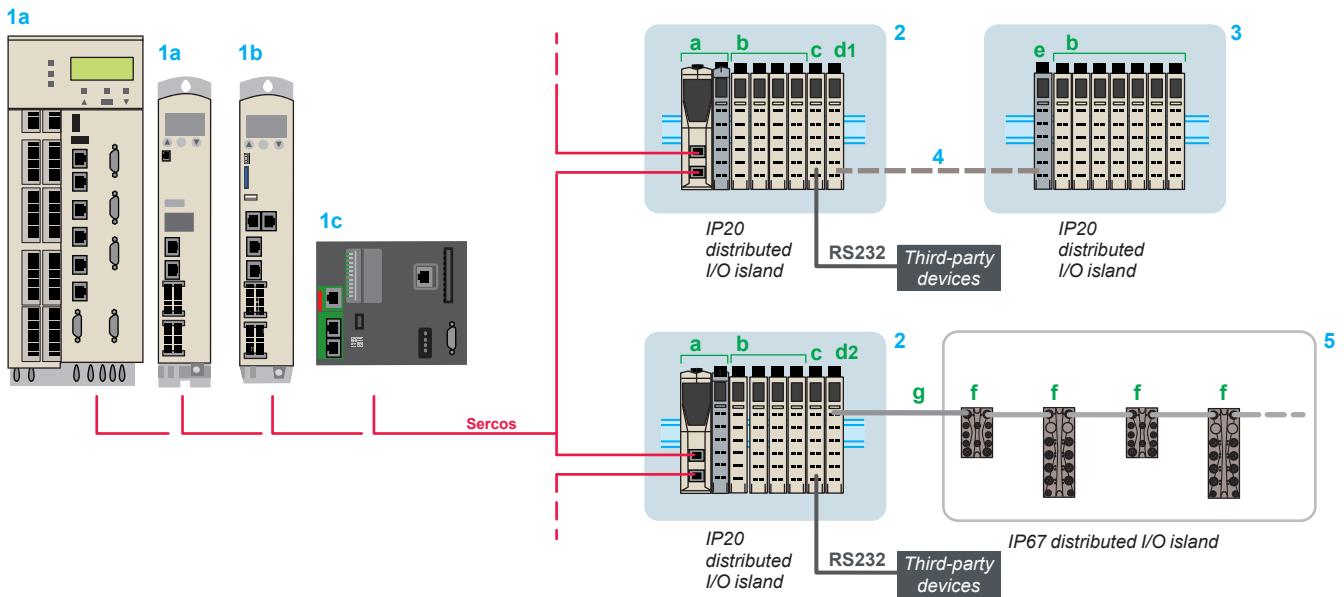 1a
1a
1b
1c
Sercos
2
a
b
c
d1
3
e
b
4
IP20
distributed
I/O island
RS232
Third-party
devices
IP20
distributed
I/O island
2
a
b
c
d2
5
g
f
f
f
f
IP20
distributed
I/O island
RS232
Third-party
devices
IP67 distributed I/O island